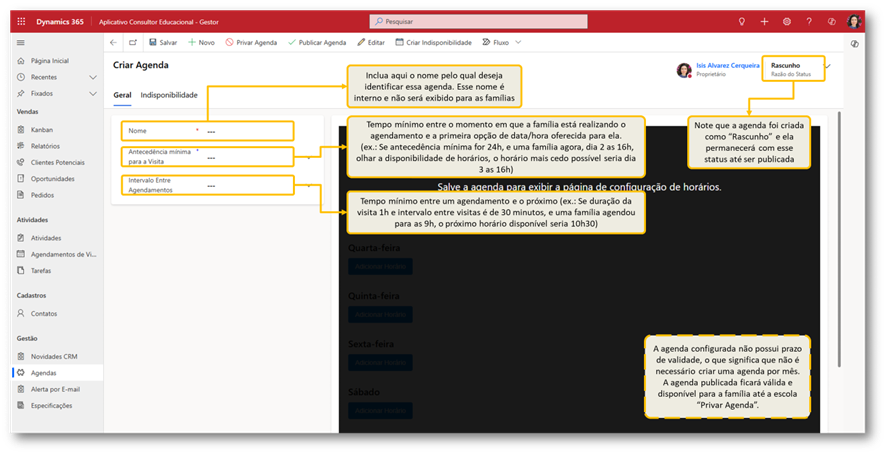 Dynamics 365
Aplicativo Consultor Educacional - Gestor
Pesquisar
Salvar
Novo
Privar Agenda
Publicar Agenda
Editar
Criar Indisponibilidade
Fluxo
Página Inicial
Recentes
Fixados
Vendas
Kanban
Relatórios
Clientes Potenciais
Oportunidades
Pedidos
Atividades
Atividades
Agendamentos de Vi...
Tarefas
Cadastros
Contatos
Gestão
Novidades CRM
Agendas
Alerta por E-mail
Especificações
Criar Agenda
Isis Alvarez Cerqueira
Proprietário
Rascunho
Razão do Status
Geral
Indisponibilidade
Nome
*
---
Antecedência mínima
para a Visita
*
---
Intervalo Entre
Agendamentos
*
---
Inclua aqui o nome pelo qual deseja
identificar essa agenda. Esse nome é
interno e não será exibido para as famílias
Tempo mínimo entre o momento em que a família está realizando o
agendamento e a primeira opção de data/hora oferecida para ela.
(ex.: Se antecedência mínima for 24h, e uma família agora, dia 2 as 16h,
olhar a disponibilidade de horários, o horário mais cedo possível seria dia
3 as 16h)
Note que a agenda foi criada
como “Rascunho” e ela
permanecerá com esse
status até ser publicada
Salve a agenda para exibir a página de configuração de horários.
Tempo mínimo entre um agendamento e o próximo (ex.: Se duração da
visita 1h e intervalo entre visitas é de 30 minutos, e uma família agendou
para as 9h, o próximo horário disponível seria 10h30)
Quarta-feira
Adicionar Horário
Quinta-feira
Adicionar Horário
Sexta-feira
Adicionar Horário
Sábado
Adicionar Horário
A agenda configurada não possui prazo
de validade, o que significa que não é
necessário criar uma agenda por mês.
A agenda publicada ficará válida e
disponível para a família até a escola
“Privar Agenda”.